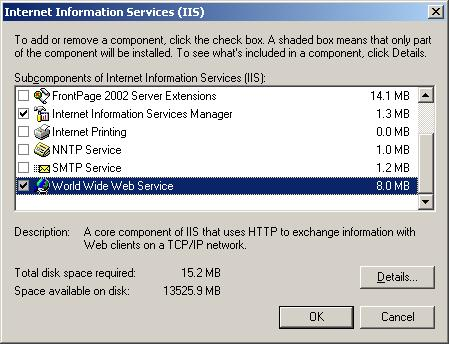 Internet Information Services (IIS)
To add or remove a component, click the check box. A shaded box means that only part
of the component will be installed. To see what's included in a component, click Details.
Subcomponents of Internet Information Services (IIS):
FrontPage 2002 Server Extensions 14.1 MB
Internet Information Services Manager 1.3 MB
Internet Printing 0.0 MB
NNTP Service 1.0 MB
SMTP Service 1.2 MB
World Wide Web Service 8.0 MB
Description: A core component of IIS that uses HTTP to exchange information with
Web clients on a TCP/IP network.
Total disk space required: 15.2 MB
Space available on disk: 13525.9 MB
Details...
OK Cancel